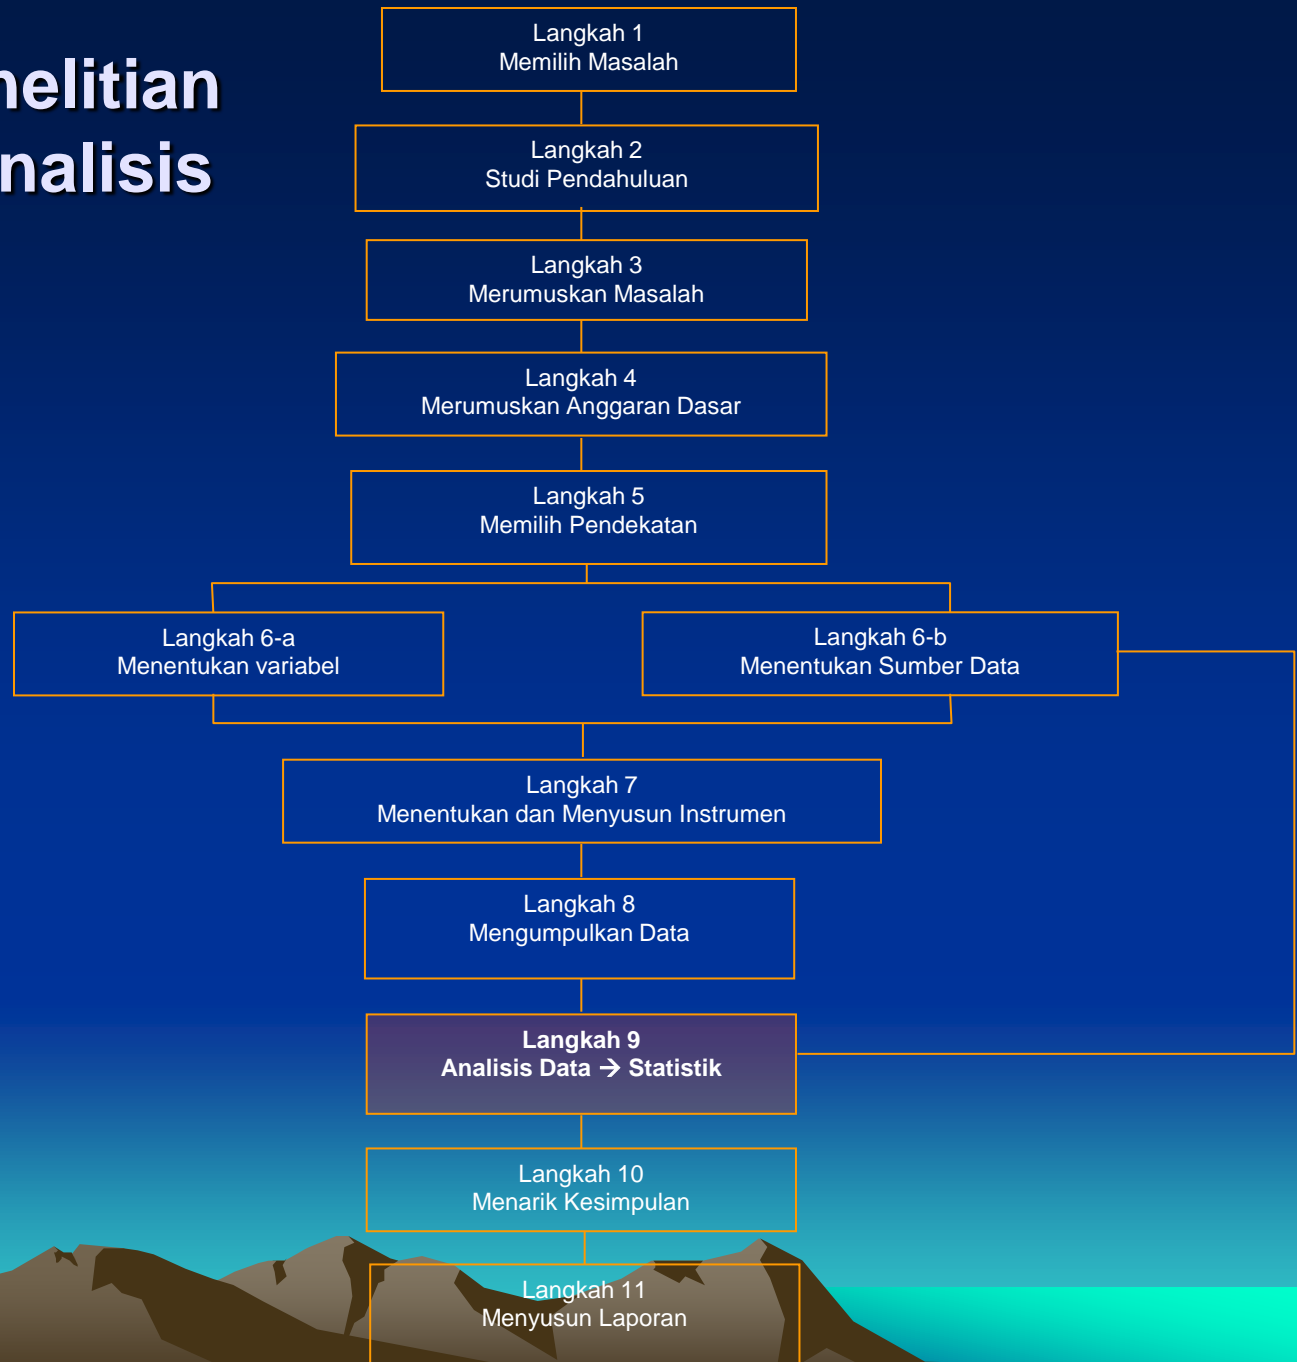 nelitian
nalisis
Langkah 1
Memilih Masalah
Langkah 2
Studi Pendahuluan
Langkah 3
Merumuskan Masalah
Langkah 4
Merumuskan Anggaran Dasar
Langkah 5
Memilih Pendekatan
Langkah 6-a
Menentukan variabel
Langkah 6-b
Menentukan Sumber Data
Langkah 7
Menentukan dan Menyusun Instrumen
Langkah 8
Mengumpulkan Data
Langkah 9
Analisis Data → Statistik
Langkah 10
Menarik Kesimpulan
Langkah 11
Menyusun Laporan